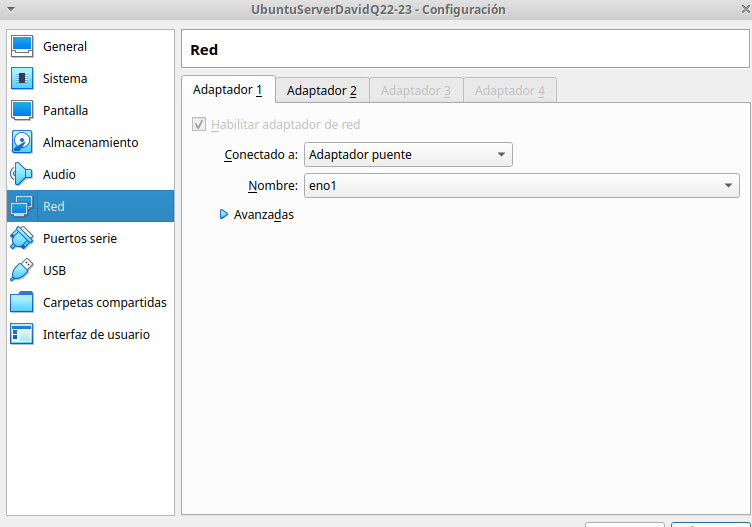 UbuntuServerDavidQ22-23 - Configuración
General
Sistema
Pantalla
Almacenamiento
Audio
Red
Puertos serie
USB
Carpetas compartidas
Interfaz de usuario
Red
Adaptador 1 Adaptador 2 Adaptador 3 Adaptador 4
Habilitar adaptador de red
Conectado a: Adaptador puente
Nombre: eno1
Avanzadas